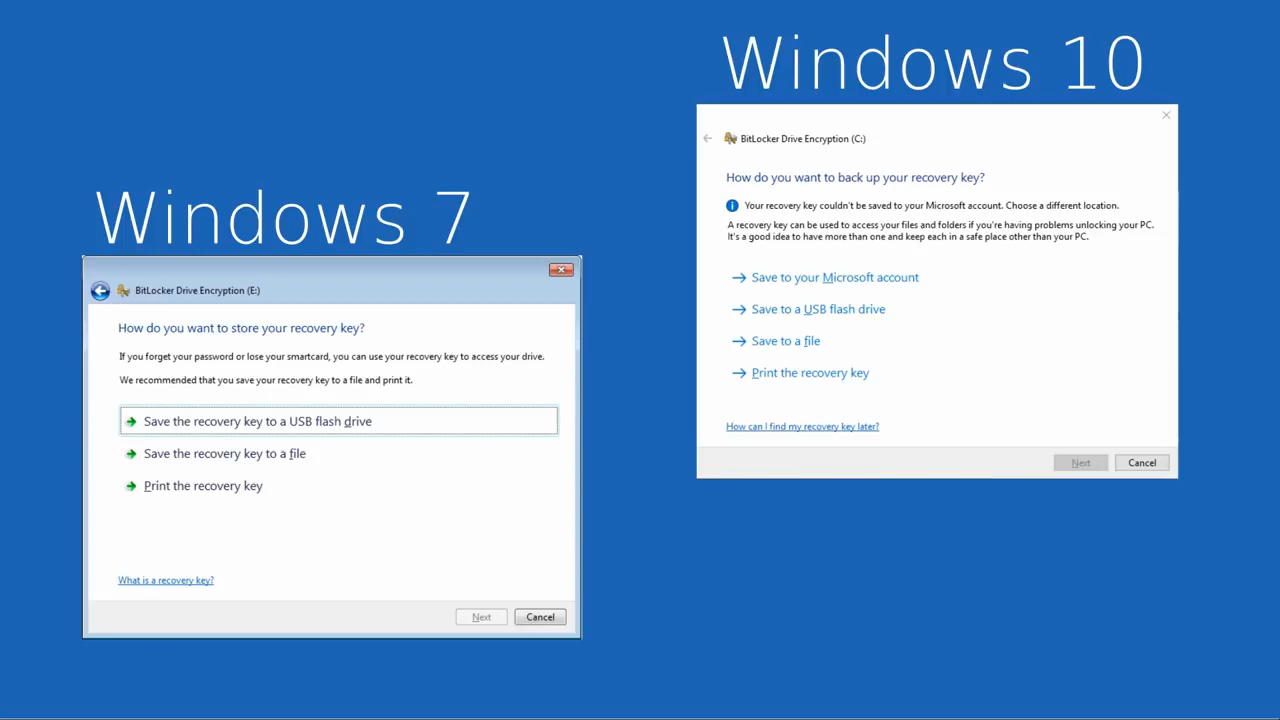 Windows 7
BitLocker Drive Encryption (E:)
How do you want to store your recovery key?
If you forget your password or lose your smartcard, you can use your recovery key to access your drive.
We recommended that you save your recovery key to a file and print it.
Save the recovery key to a USB flash drive
Save the recovery key to a file
Print the recovery key
What is a recovery key?
Next
Cancel
Windows 10
BitLocker Drive Encryption (C:)
How do you want to back up your recovery key?
Your recovery key couldn't be saved to your Microsoft account. Choose a different location.
A recovery key can be used to access your files and folders if you're having problems unlocking your PC.
It's a good idea to have more than one and keep each in a safe place other than your PC.
Save to your Microsoft account
Save to a USB flash drive
Save to a file
Print the recovery key
How can I find my recovery key later?
Next
Cancel